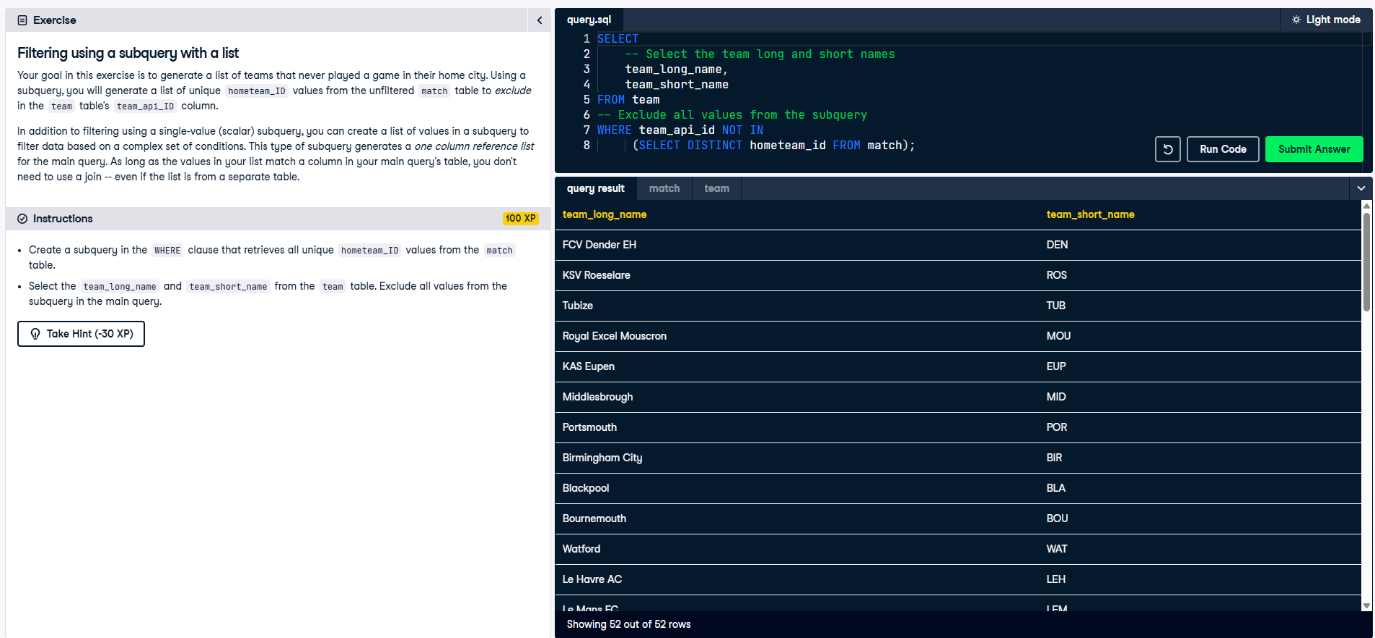 Exercise
Filtering using a subquery with a list
Your goal in this exercise is to generate a list of teams that never played a game in their home city. Using a
subquery, you will generate a list of unique hometeam_ID values from the unfiltered match table to exclude
in the team table's team_api_ID column.
In addition to filtering using a single-value (scalar) subquery, you can create a list of values in a subquery to
filter data based on a complex set of conditions. This type of subquery generates a one column reference list
for the main query. As long as the values in your list match a column in your main query's table, you don't
need to use a join -- even if the list is from a separate table.
Instructions
100 XP
• Create a subquery in the WHERE clause that retrieves all unique hometeam_ID values from the match
table.
• Select the team_long_name and team_short_name from the team table. Exclude all values from the
subquery in the main query.
Take Hint (-30 XP)
query.sql
Light mode
1 SELECT
2 -- Select the team long and short names
3 team_long_name,
4 team_short_name
5 FROM team
6 -- Exclude all values from the subquery
7 WHERE team_api_id NOT IN
8 (SELECT DISTINCT hometeam_id FROM match);
Run Code
Submit Answer
query result match team
team_long_name team_short_name
FCV Dender EH DEN
KSV Roeselare ROS
Tubize TUB
Royal Excel Mouscron MOU
KAS Eupen EUP
Middlesbrough MID
Portsmouth POR
Birmingham City BIR
Blackpool BLA
Bournemouth BOU
Watford WAT
Le Havre AC LEH
Le Mans FC LEM
Showing 52 out of 52 rows